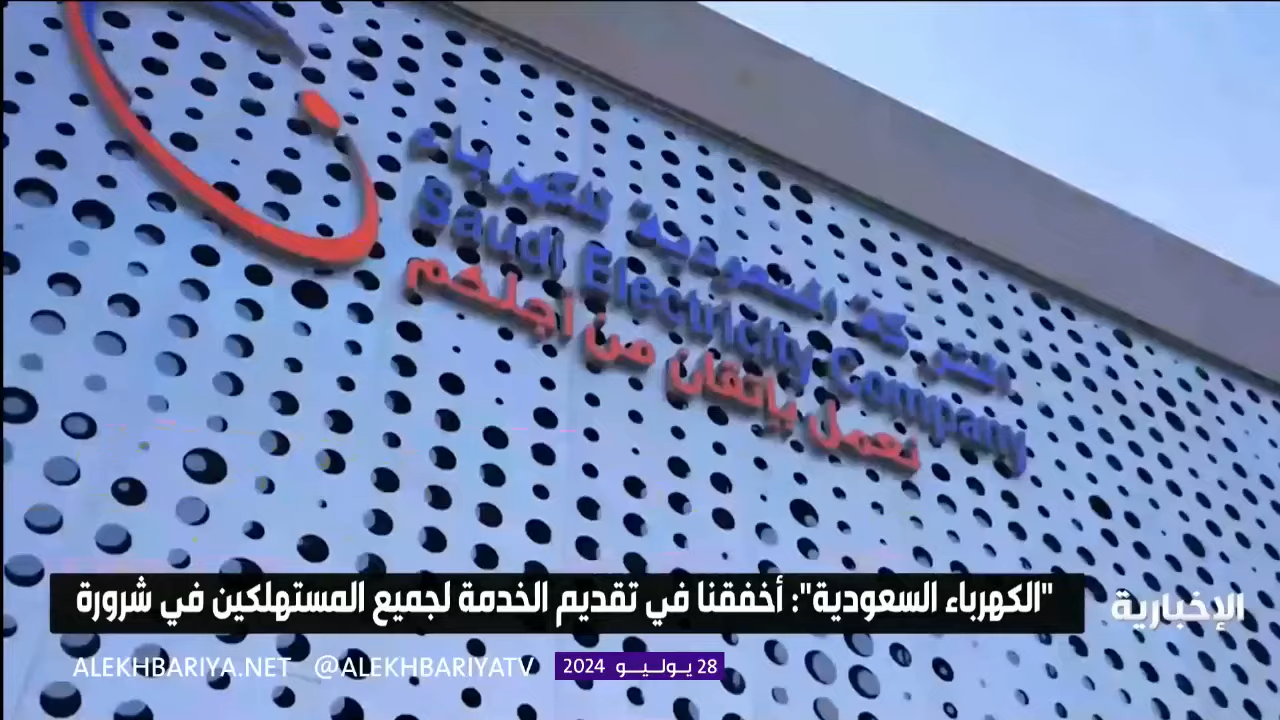 الشركة السعودية للكهرباء
Saudi Electricity Company
نعمل بإتقان من أجلكم
"الكهرباء السعودية": أخفقنا في تقديم الخدمة لجميع المستهلكين في شرورة
الإخبارية
ALEKHBARIYA.NET @ALEKHBARIYATV 28 يوليو 2024